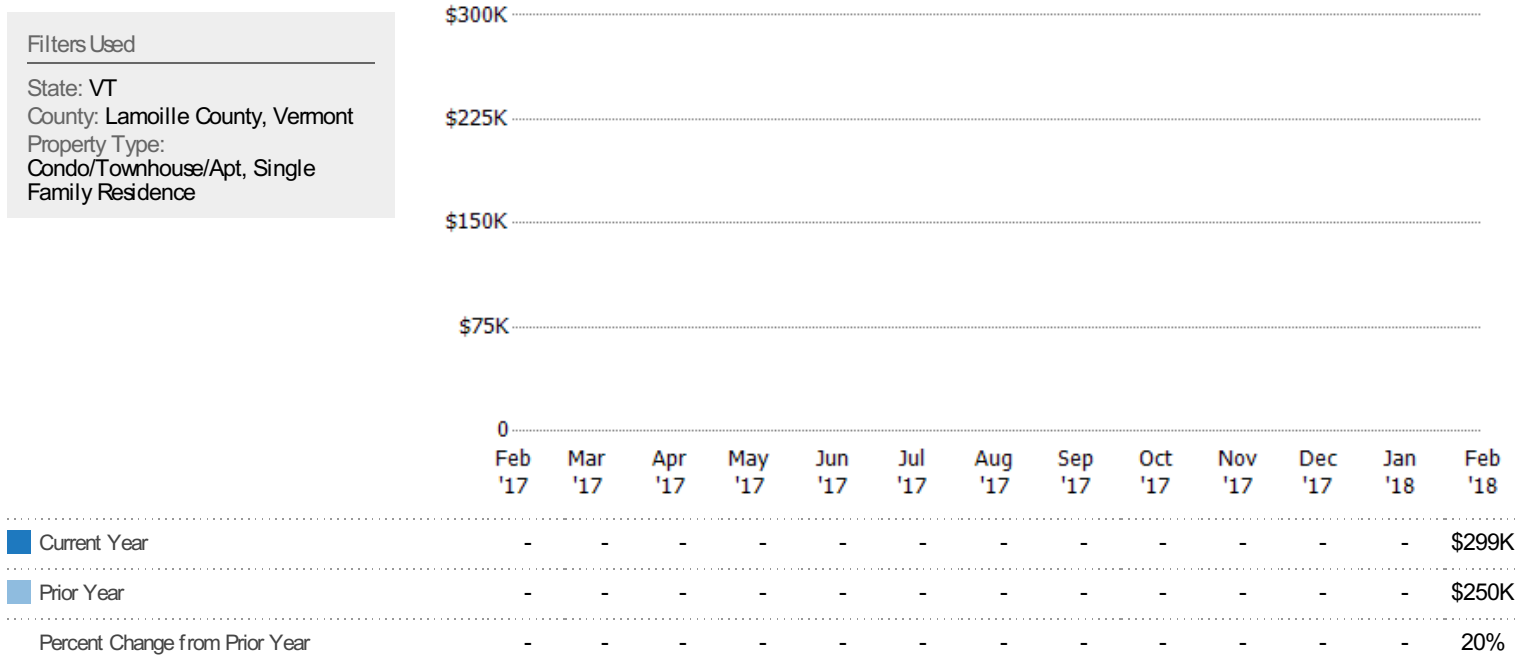 Filters Used
State: VT
County: Lamoille County, Vermont
Property Type:
Condo/Townhouse/Apt, Single
Family Residence
$300K
$225K
$150K
$75K
0
Feb Mar Apr May Jun Jul Aug Sep Oct Nov Dec Jan Feb
'17 '17 '17 '17 '17 '17 '17 '17 '17 '17 '17 '18 '18
Current Year - - - - - - - - - - - - $299K
Prior Year - - - - - - - - - - - - $250K
Percent Change from Prior Year - - - - - - - - - - - - 20%